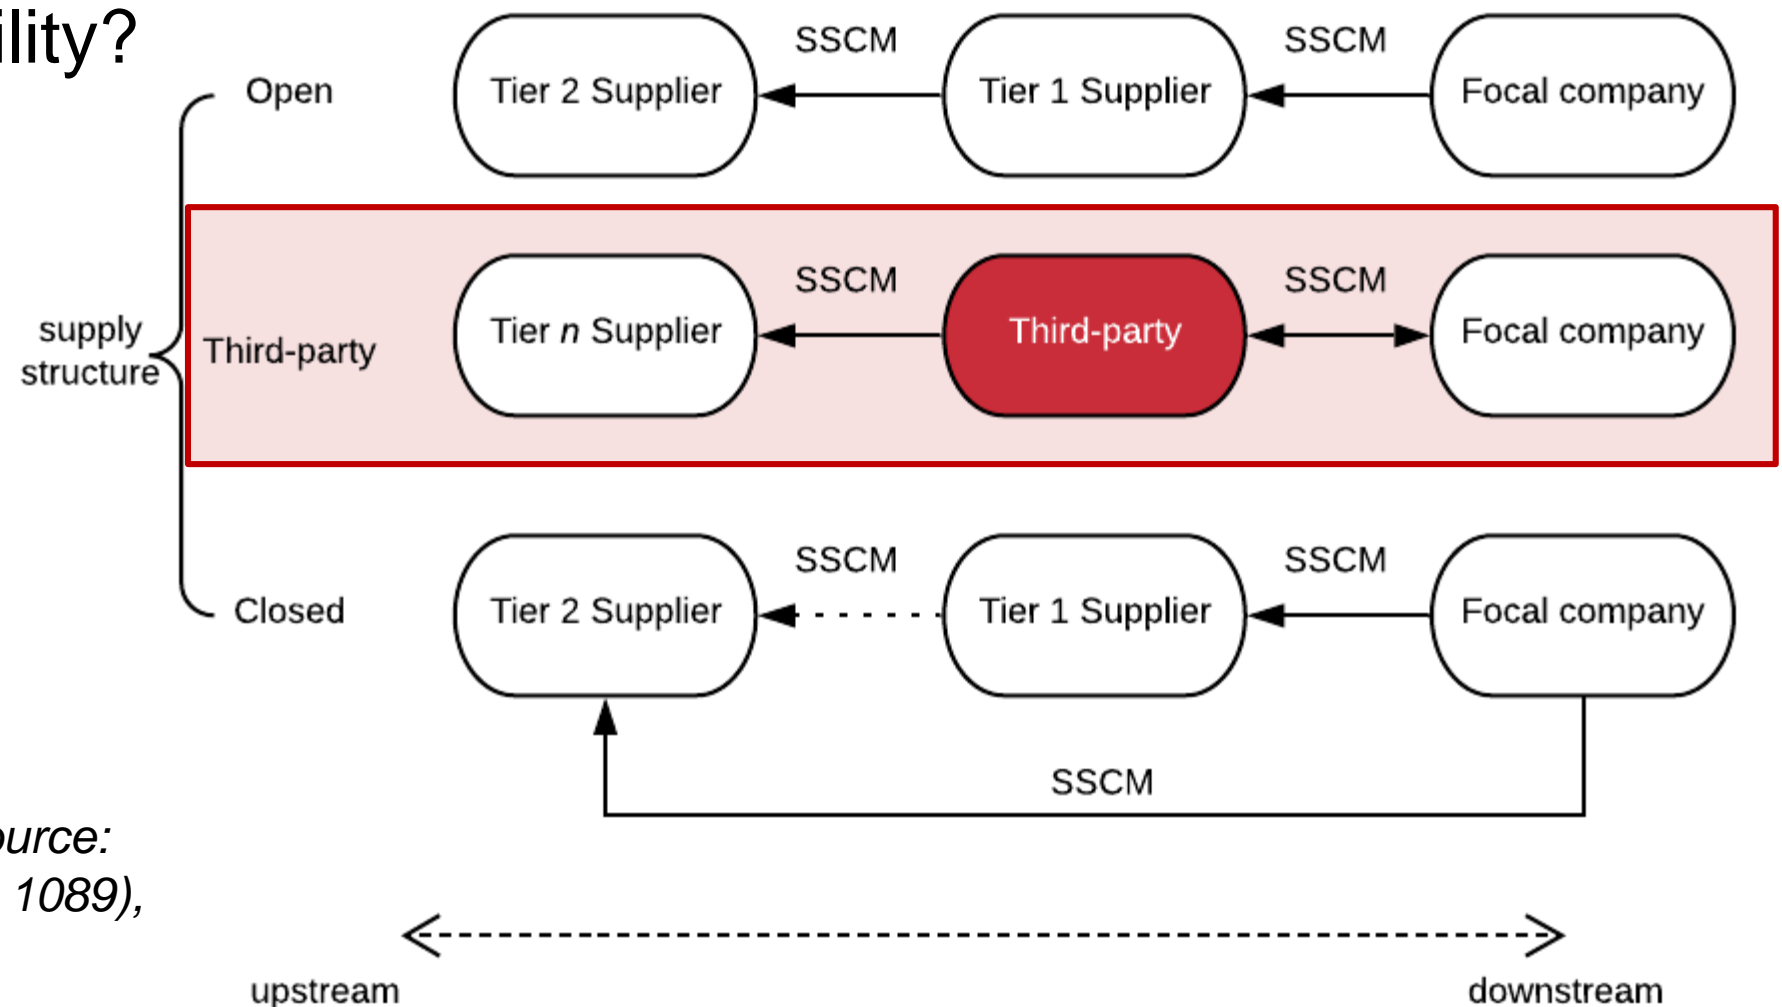 ility?
Open
Tier 2 Supplier
SSCM
Tier 1 Supplier
SSCM
Focal company
supply
structure
Third-party
Tier n Supplier
SSCM
Third-party
SSCM
Focal company
Closed
Tier 2 Supplier
SSCM
Tier 1 Supplier
SSCM
Focal company
SSCM
ource:
1089),
upstream
downstream